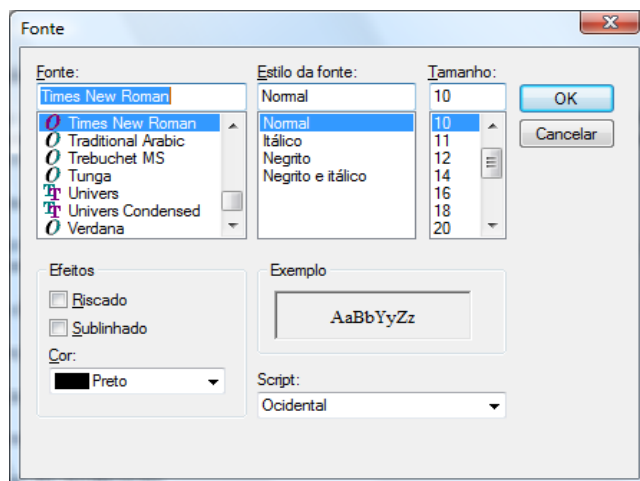 Fonte
Fonte:
Times New Roman
Times New Roman
Traditional Arabic
Trebuchet MS
Tunga
Univers
Univers Condensed
Verdana
Estilo da fonte:
Normal
Normal
Itálico
Negrito
Negrito e itálico
Tamanho:
10
10
11
12
14
16
18
20
OK
Cancelar
Efeitos
Riscado
Sublinhado
Cor:
Preto
Exemplo
AaBbYyZz
Script:
Ocidental